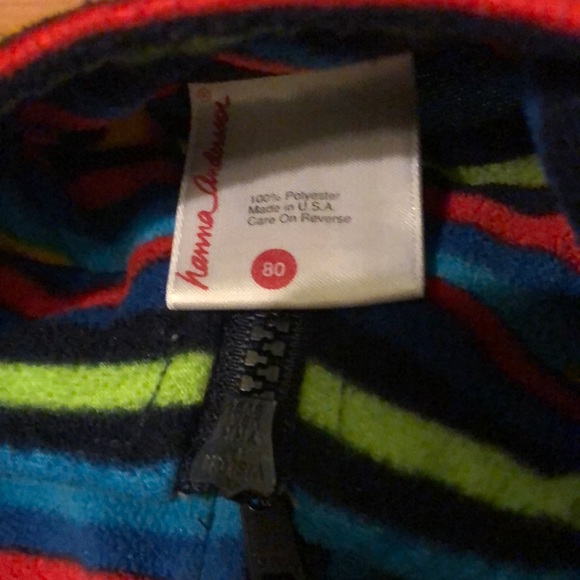 hanna Andersson®
100% Polyester
Made in U.S.A.
Care On Reverse
80